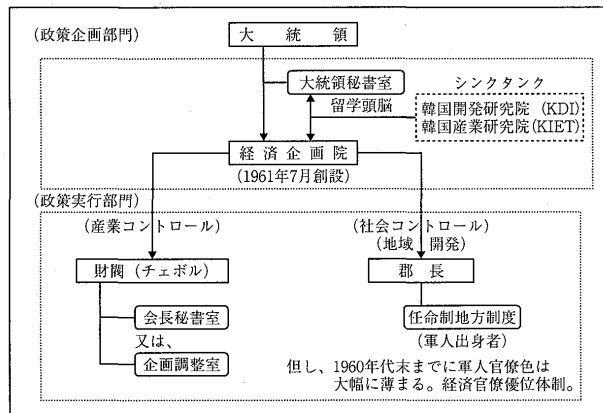 (政策企画部門)
大統領
大統領秘書室
シンクタンク
留学頭脳
韓国開発研究院 (KDI)
韓国産業研究院(KIET)
経済企画院
(1961年7月創設)
(政策実行部門)
(産業コントロール)
(社会コントロール)
(地域 開発)
財閥(チェボル)
郡長
会長秘書室
又は、
企画調整室
任命制地方制度
(軍人出身者)
但し、1960年代末までに軍人官僚色は
大幅に薄まる。経済官僚優位体制。